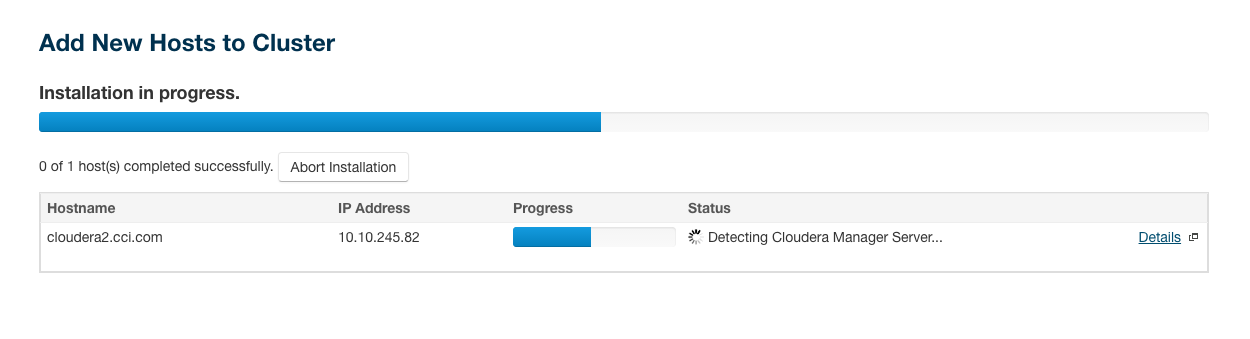 Add New Hosts to Cluster
Installation in progress.
0 of 1 host(s) completed successfully. Abort Installation
Hostname IP Address Progress Status
cloudera2.cci.com 10.10.245.82 Detecting Cloudera Manager Server... Details